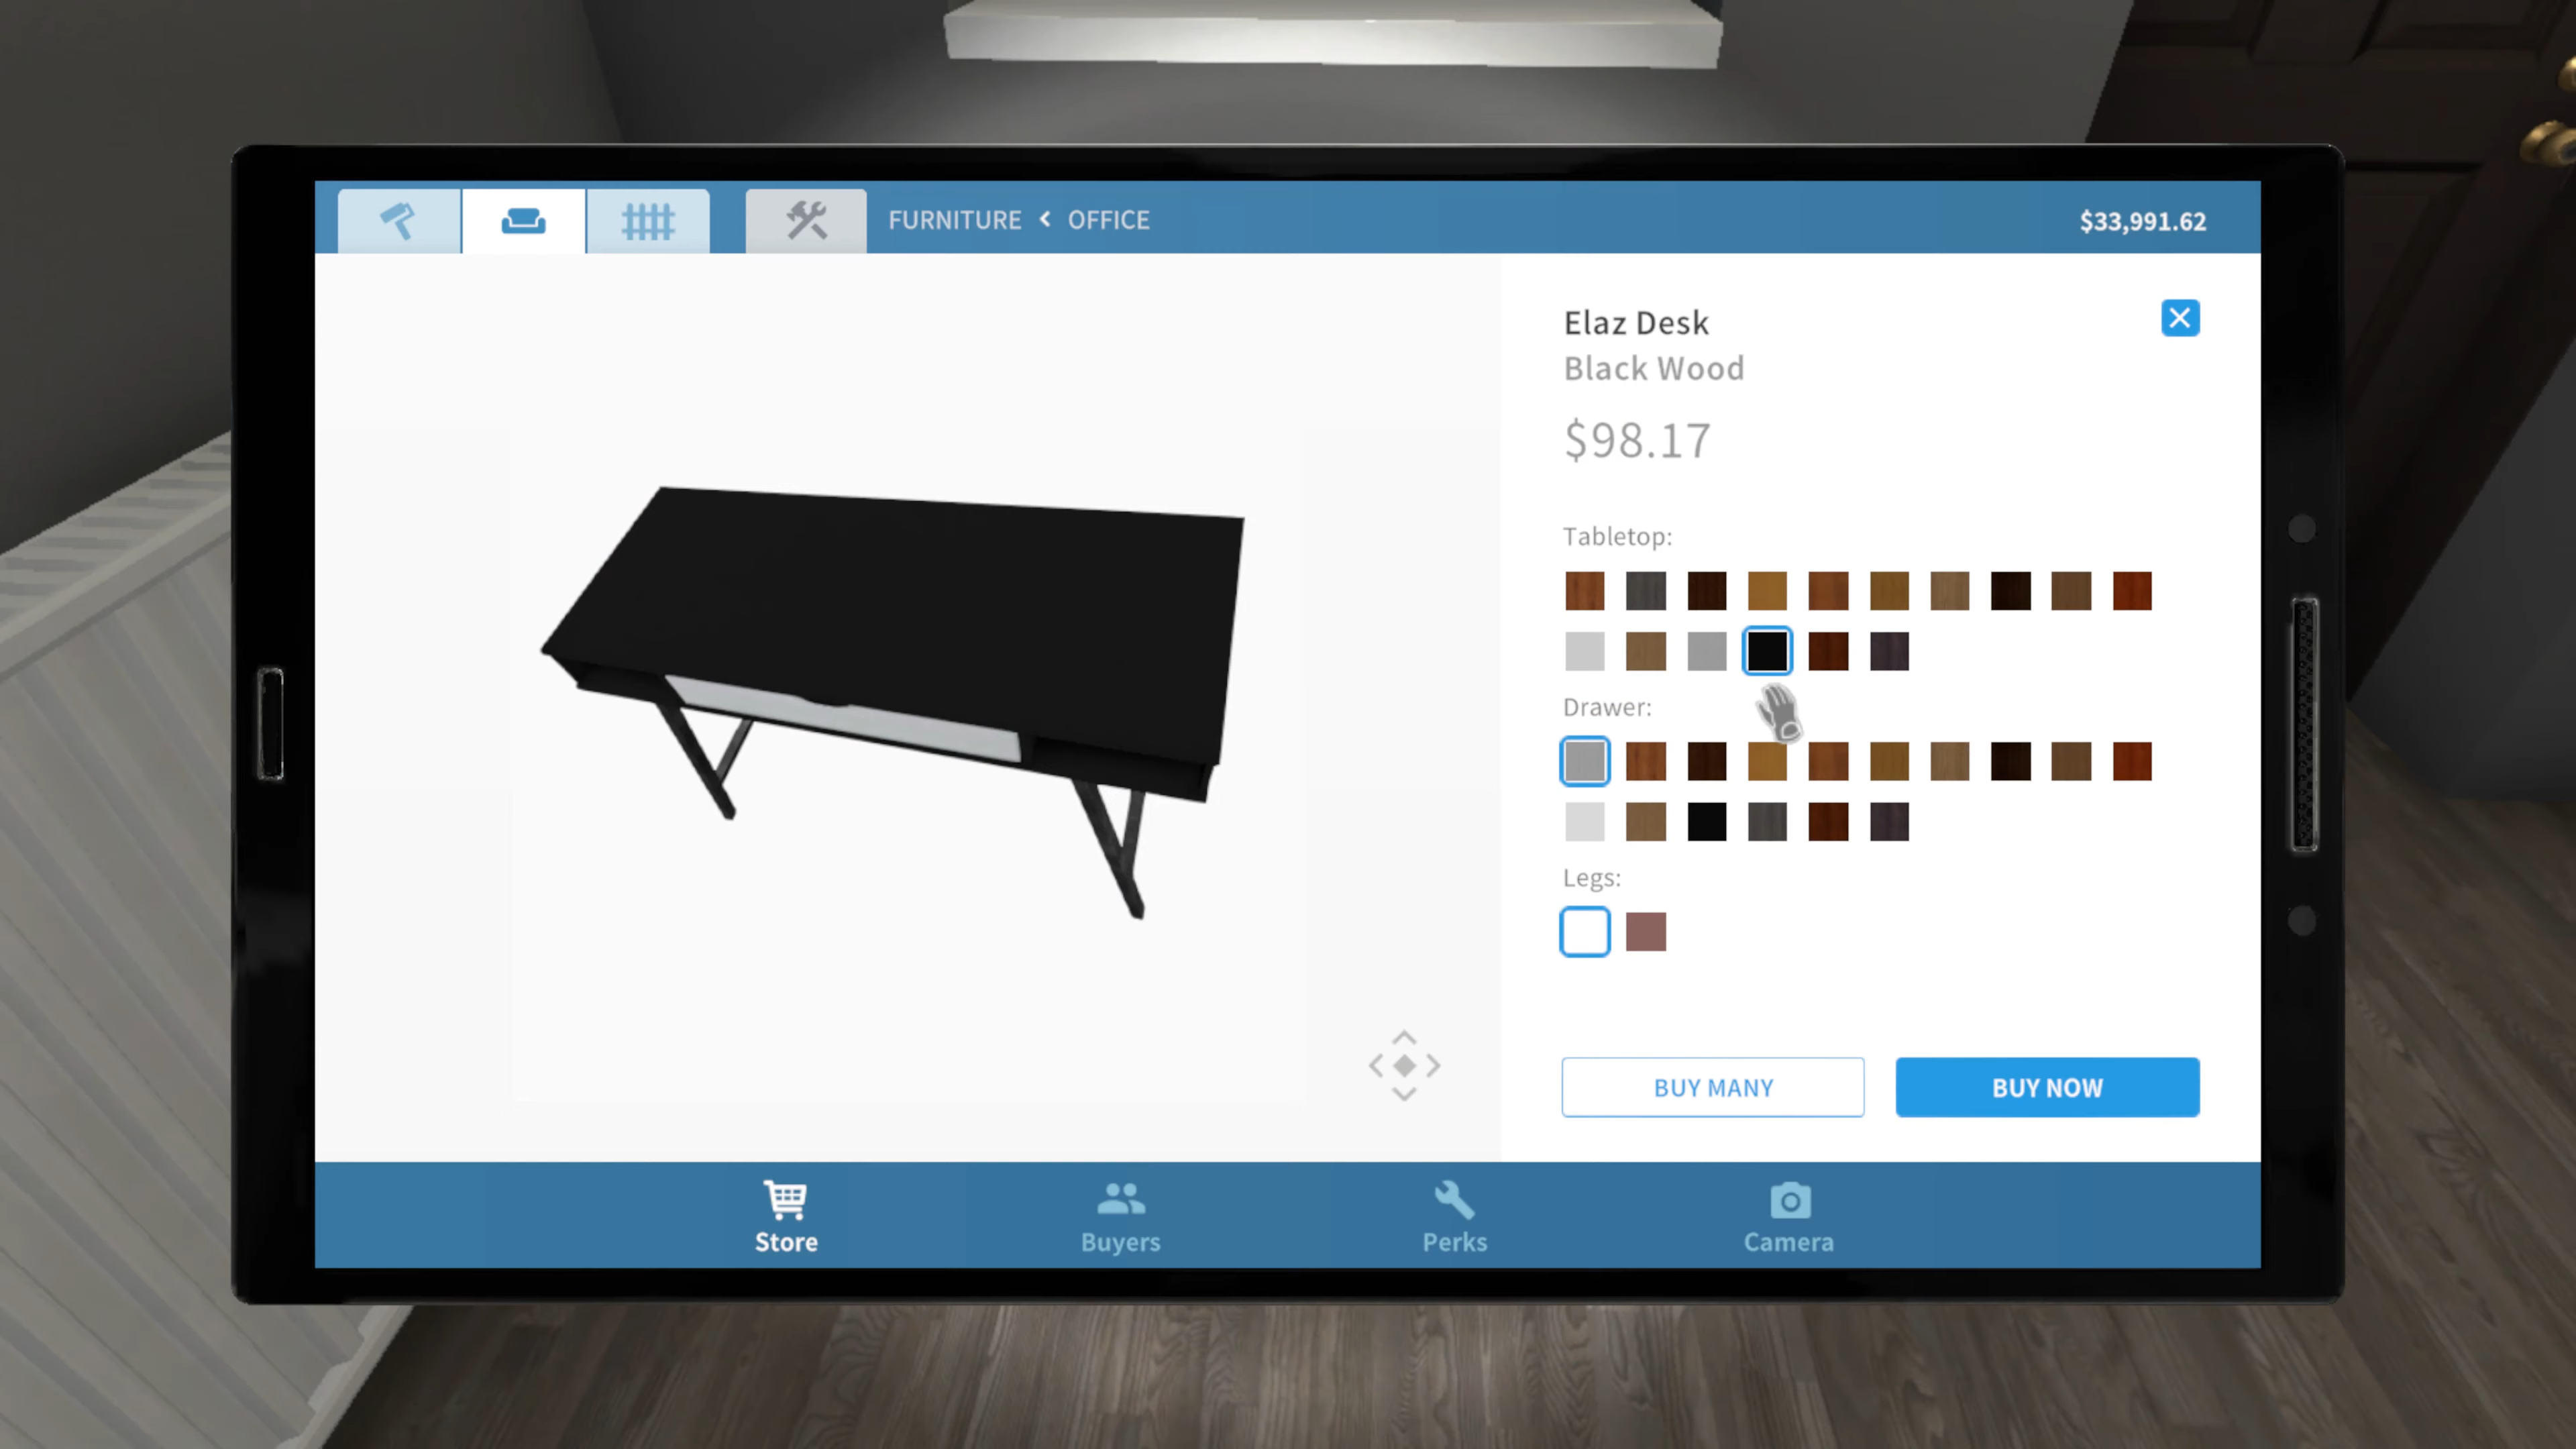 FURNITURE < OFFICE
$33,991.62
Elaz Desk
Black Wood
$98.17
Tabletop:
Drawer:
Legs:
BUY MANY
BUY NOW
Store
Buyers
Perks
Camera